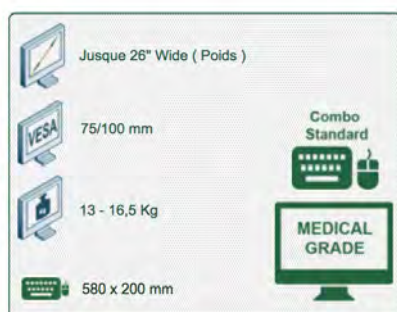 Jusque 26" Wide ( Poids )
VESA
75/100 mm
13 - 16,5 Kg
580 x 200 mm
Combo
Standard
MEDICAL
GRADE